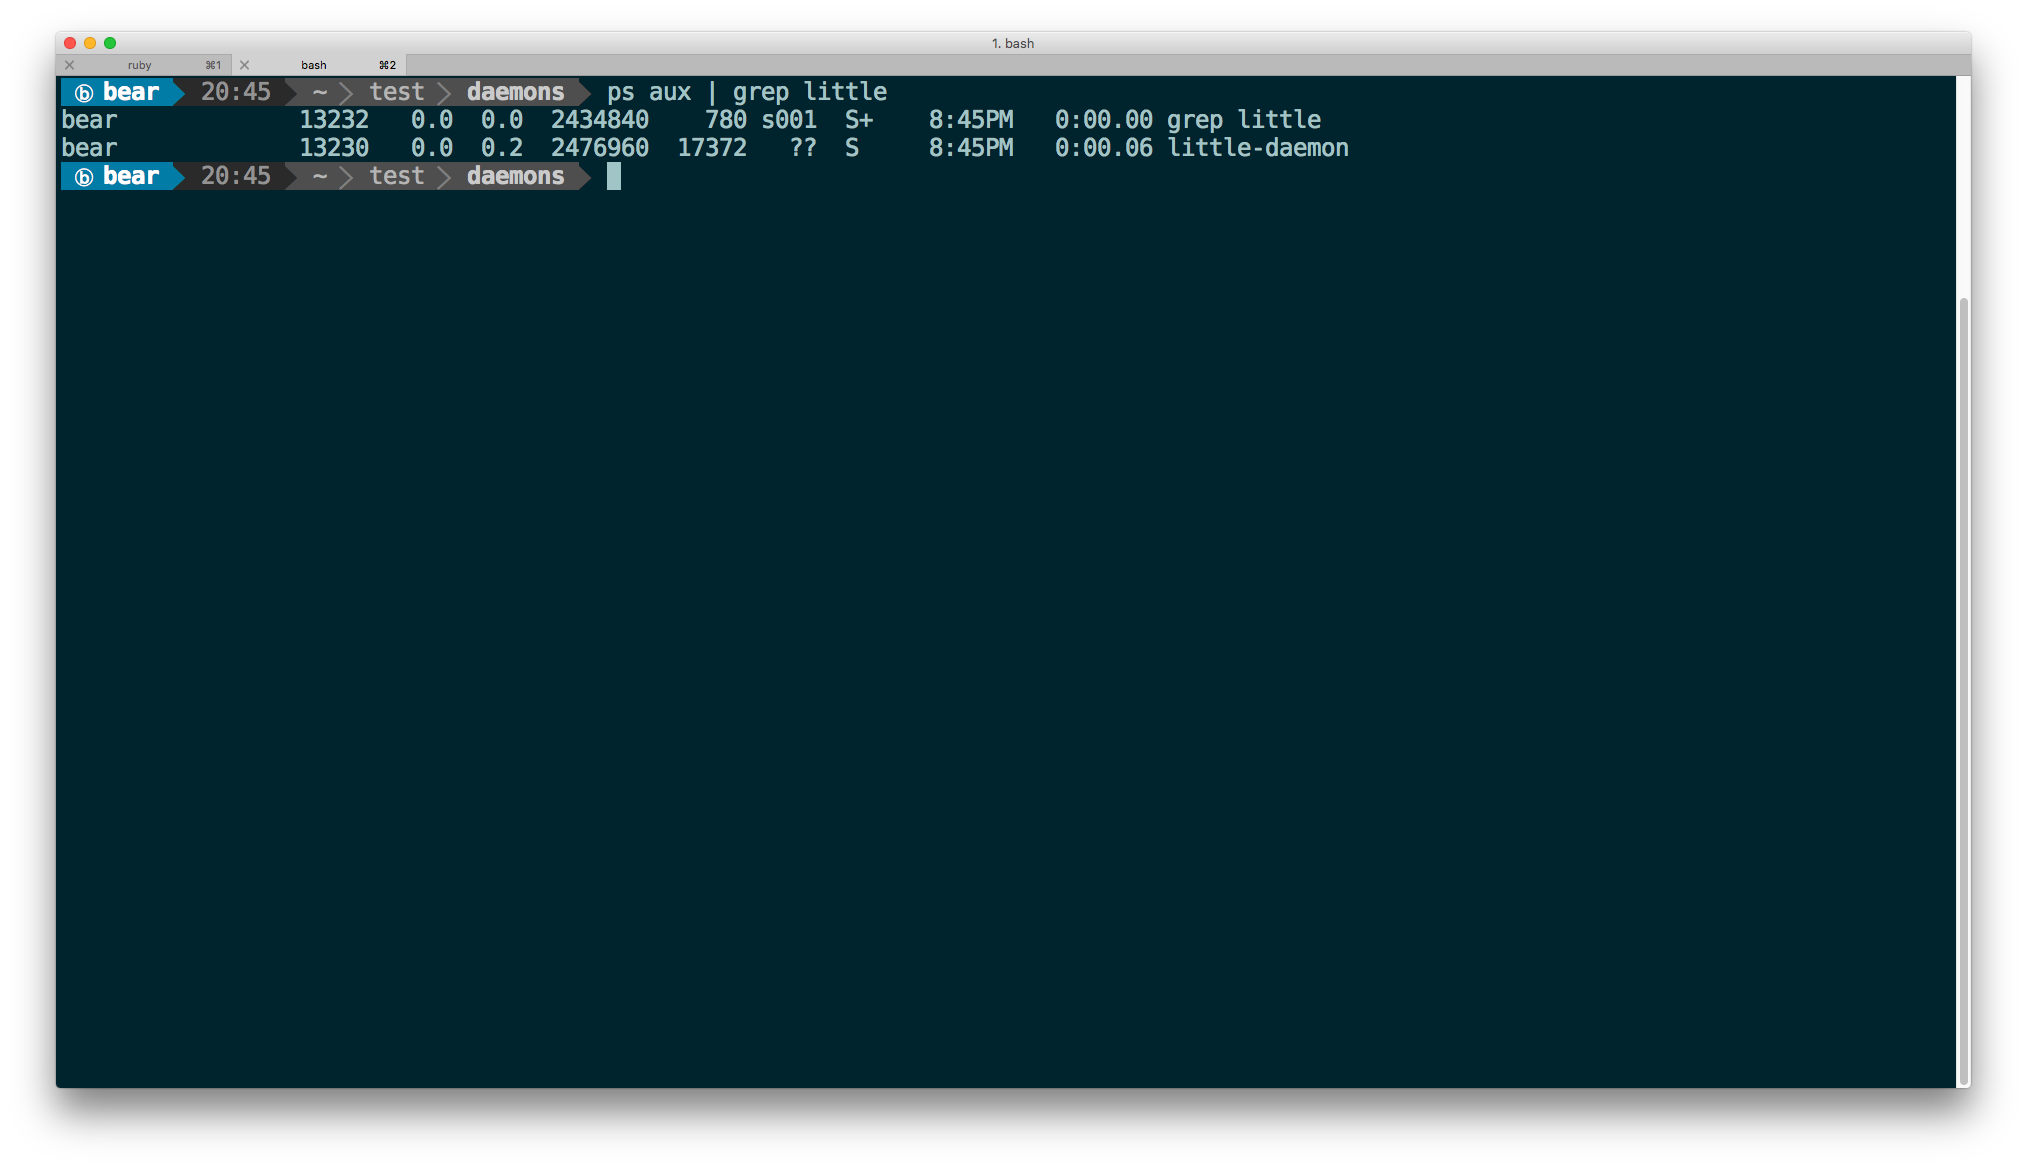 1. bash
ruby ⌘1 bash ⌘2
ⓑ bear 20:45 ~ test daemons ps aux | grep little
bear 13232 0.0 0.0 2434840 780 s001 S+ 8:45PM 0:00.00 grep little
bear 13230 0.0 0.2 2476960 17372 ?? S 8:45PM 0:00.06 little-daemon
ⓑ bear 20:45 ~ test daemons